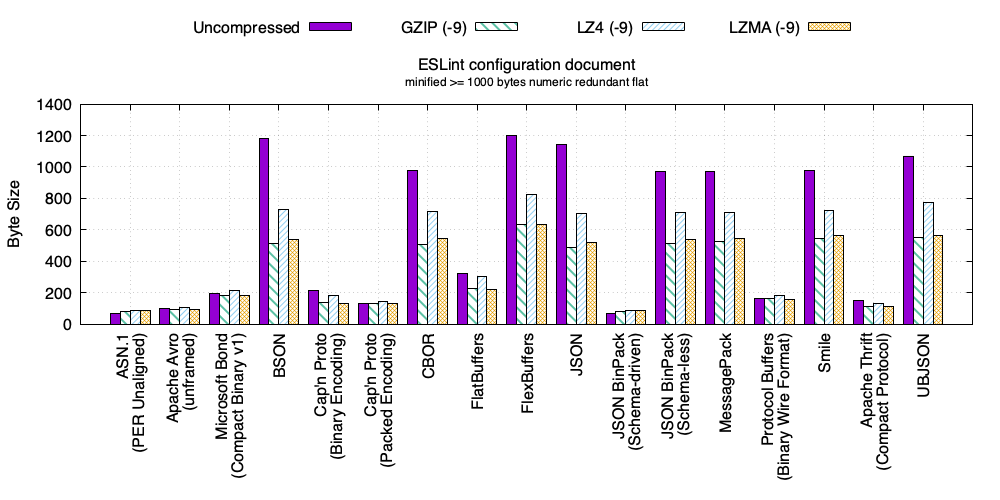 Uncompressed GZIP (-9) LZ4 (-9) LZMA (-9)
ESLint configuration document
minified >= 1000 bytes numeric redundant flat
Byte Size
1400
1200
1000
800
600
400
200
0
ASN.1
(PER Unaligned)
Apache Avro
(unframed)
Microsoft Bond
(Compact Binary v1)
BSON
Cap'n Proto
(Binary Encoding)
Cap'n Proto
(Packed Encoding)
CBOR
FlatBuffers
FlexBuffers
JSON
JSON BinPack
(Schema-driven)
JSON BinPack
(Schema-less)
MessagePack
Protocol Buffers
(Binary Wire Format)
Smile
Apache Thrift
(Compact Protocol)
UBJSON